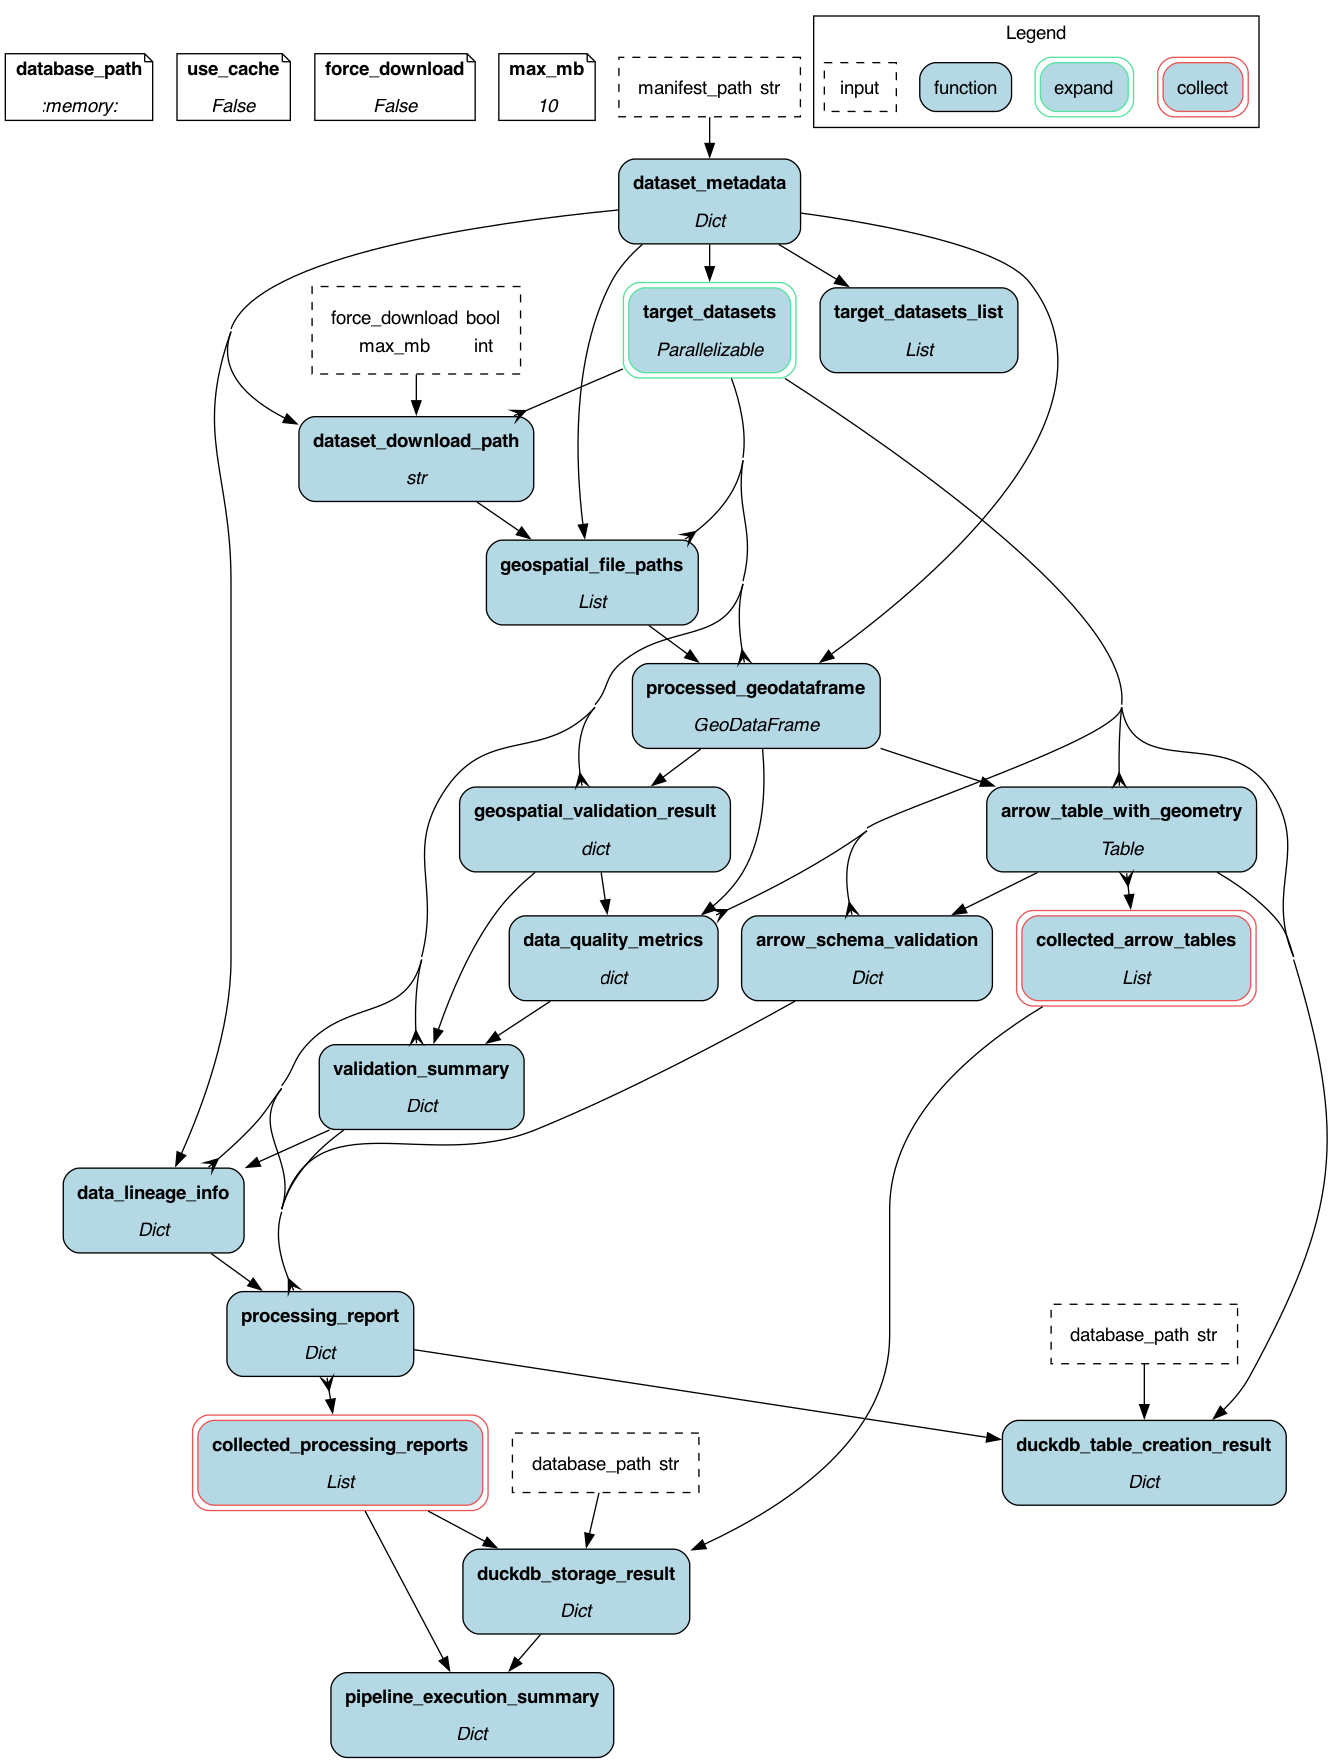 database_path
:memory:
use_cache
False
force_download
False
max_mb
10
manifest_path str
Legend
input
function
expand
collect
dataset_metadata
Dict
force_download bool
max_mb int
target_datasets
Parallelizable
target_datasets_list
List
dataset_download_path
str
geospatial_file_paths
List
processed_geodataframe
GeoDataFrame
geospatial_validation_result
dict
arrow_table_with_geometry
Table
data_quality_metrics
dict
arrow_schema_validation
Dict
collected_arrow_tables
List
validation_summary
Dict
data_lineage_info
Dict
processing_report
Dict
database_path str
collected_processing_reports
List
database_path str
duckdb_table_creation_result
Dict
duckdb_storage_result
Dict
pipeline_execution_summary
Dict